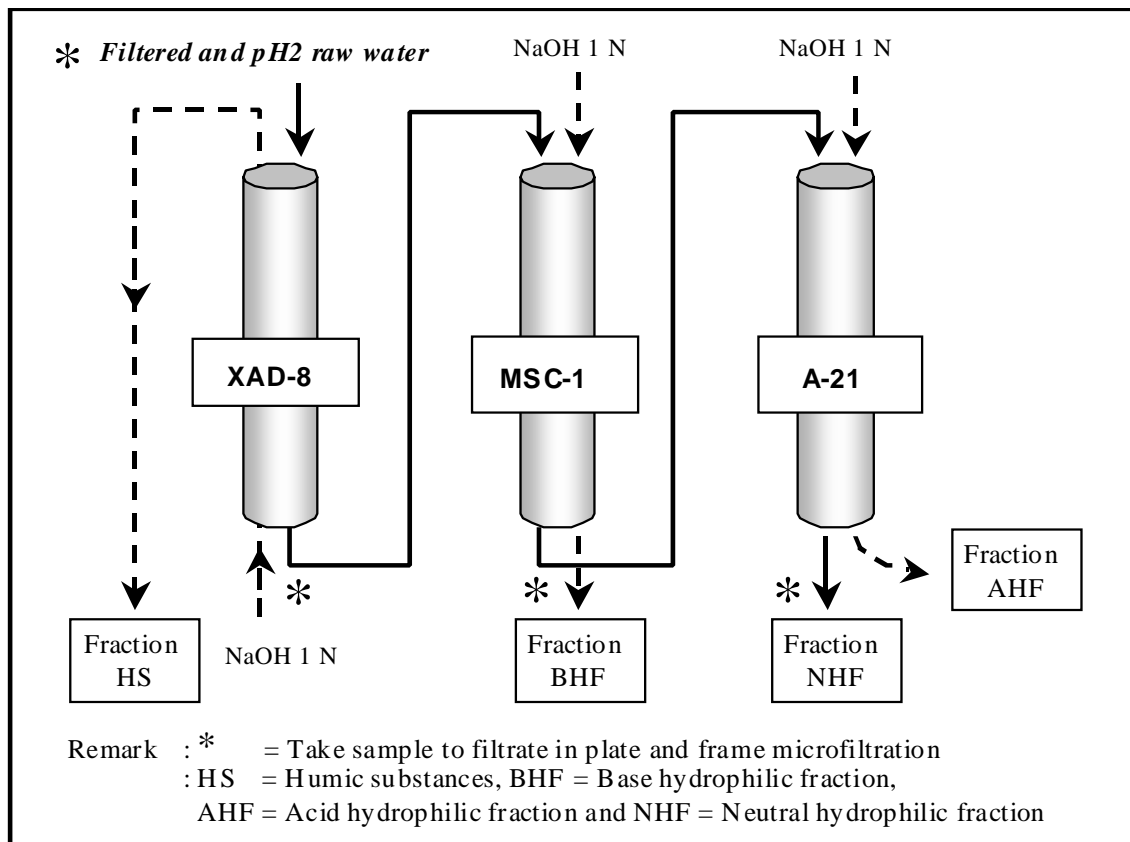 * Filtered and pH2 raw water
NaOH 1 N
NaOH 1 N
XAD-8
MSC-1
A-21
*
*
*
Fraction
HS
NaOH 1 N
Fraction
BHF
Fraction
NHF
Fraction
AHF
Remark : * = Take sample to filtrate in plate and frame microfiltration
: HS = Humic substances, BHF = Base hydrophilic fraction,
AHF = Acid hydrophilic fraction and NHF = Neutral hydrophilic fraction